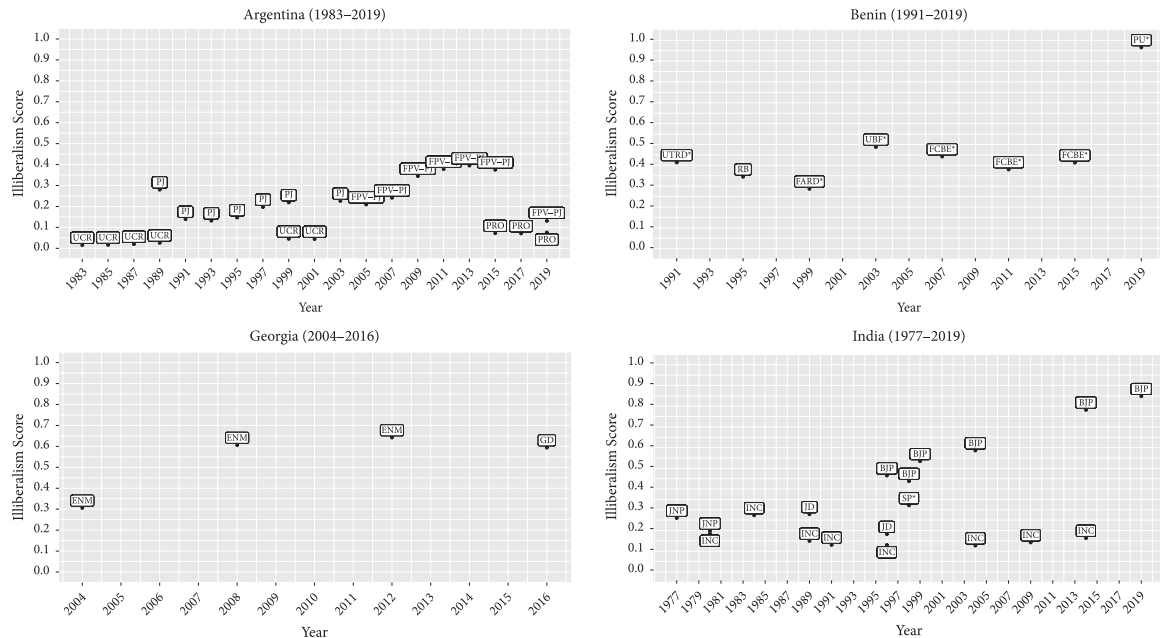 Argentina (1983–2019)
Illiberalism Score
1.0
0.9
0.8
0.7
0.6
0.5
0.4
0.3
0.2
0.1
0.0
UCR
UCR
UCR
UCR
PJ
PJ
PJ
PJ
PJ
PJ
UCR
UCR
PJ
FPV–PJ
FPV–PJ
FPV–PJ
FPV–
FPV–PJ
FPV–PJ
PRO
PRO
FPV–PJ
PRO
1983 1985 1987 1989 1991 1993 1995 1997 1999 2001 2003 2005 2007 2009 2011 2013 2015 2017 2019
Year
Benin (1991–2019)
Illiberalism Score
1.0
0.9
0.8
0.7
0.6
0.5
0.4
0.3
0.2
0.1
0.0
UTRD*
RB
FARD*
UBF*
FCBE*
FCBE*
FCBE*
PU*
1991 1993 1995 1997 1999 2001 2003 2005 2007 2009 2011 2013 2015 2017 2019
Year
Georgia (2004–2016)
Illiberalism Score
1.0
0.9
0.8
0.7
0.6
0.5
0.4
0.3
0.2
0.1
0.0
ENM
ENM
ENM
GD
2004 2005 2006 2007 2008 2009 2010 2011 2012 2013 2014 2015 2016
Year
India (1977–2019)
Illiberalism Score
1.0
0.9
0.8
0.7
0.6
0.5
0.4
0.3
0.2
0.1
0.0
JNP
JNP
INC
INC
JD
INC
INC
BJP
JD
INC
BJP
SP*
BJP
BJP
INC
INC
BJP
INC
BJP
1977 1979 1981 1983 1985 1987 1989 1991 1993 1995 1997 1999 2001 2003 2005 2007 2009 2011 2013 2015 2017 2019
Year